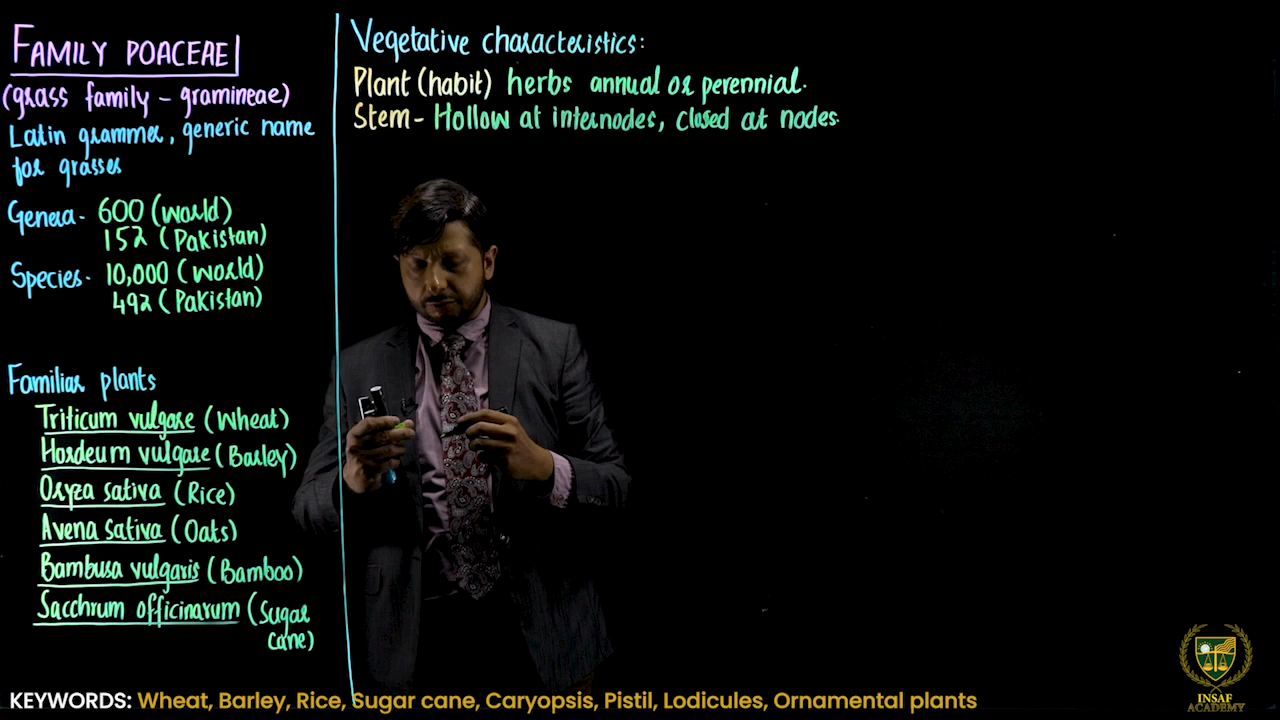 FAMILY POACEAE
(grass family - gramineae)
Latin grammer, generic name
for grasses
Genera - 600 (world)
152 (Pakistan)
Species - 10,000 (world)
492 (Pakistan)
Familiar plants
Triticum vulgare (Wheat)
Hordeum vulgare (Barley)
Oryza sativa (Rice)
Avena sativa (Oats)
Bambusa vulgaris (Bamboo)
Sacchrum officinarum (Sugar
cane)
Vegetative characteristics:
Plant (habit) herbs annual or perennial.
Stem - Hollow at internodes, closed at nodes.
KEYWORDS: Wheat, Barley, Rice, Sugar cane, Caryopsis, Pistil, Lodicules, Ornamental plants
INSAF
ACADEMY